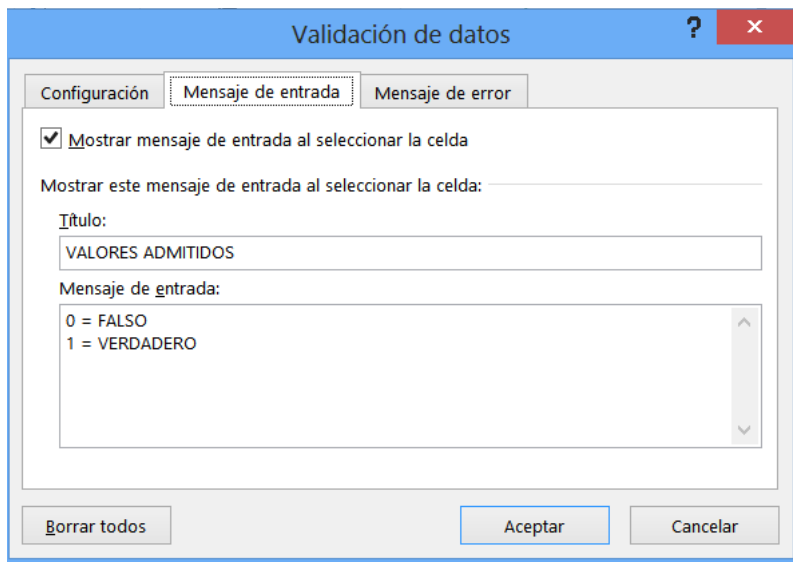 Validación de datos
?
×
Configuración
Mensaje de entrada
Mensaje de error
Mostrar mensaje de entrada al seleccionar la celda
Mostrar este mensaje de entrada al seleccionar la celda:
Título:
VALORES ADMITIDOS
Mensaje de entrada:
0 = FALSO
1 = VERDADERO
Borrar todos
Aceptar
Cancelar